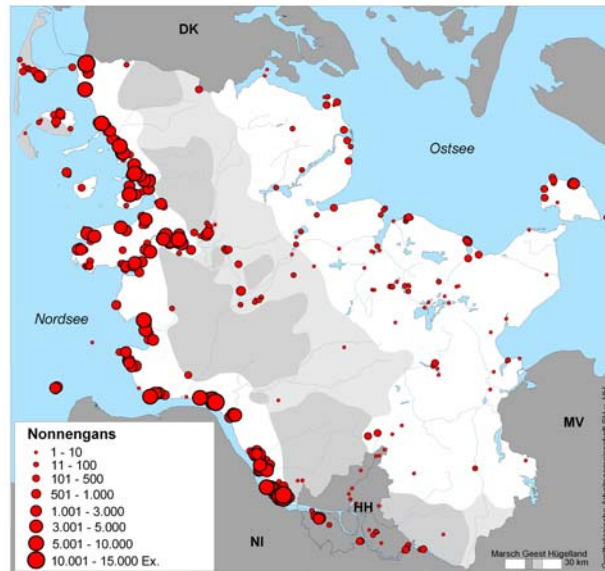 DK
Ostsee
Nordsee
MV
HH
NI
Nonnengans
1 - 10
11 - 100
101 - 500
501 - 1.000
1.001 - 3.000
3.001 - 5.000
5.001 - 10.000
10.001 - 15.000 Ex.
Marsch Geest Hügelland
30 km